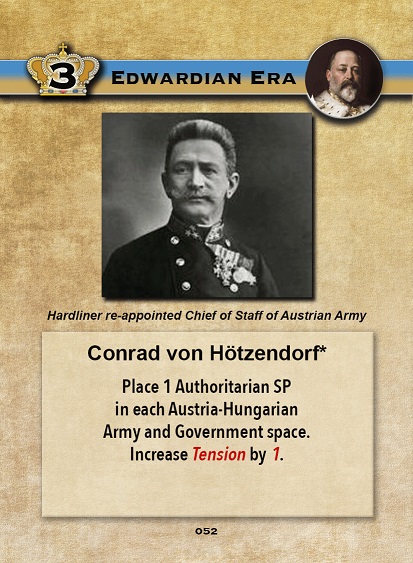 3 Edwardian Era
Hardliner re-appointed Chief of Staff of Austrian Army
Conrad von Hötzendorf*
Place 1 Authoritarian SP
in each Austria-Hungarian
Army and Government space.
Increase Tension by 1.
052